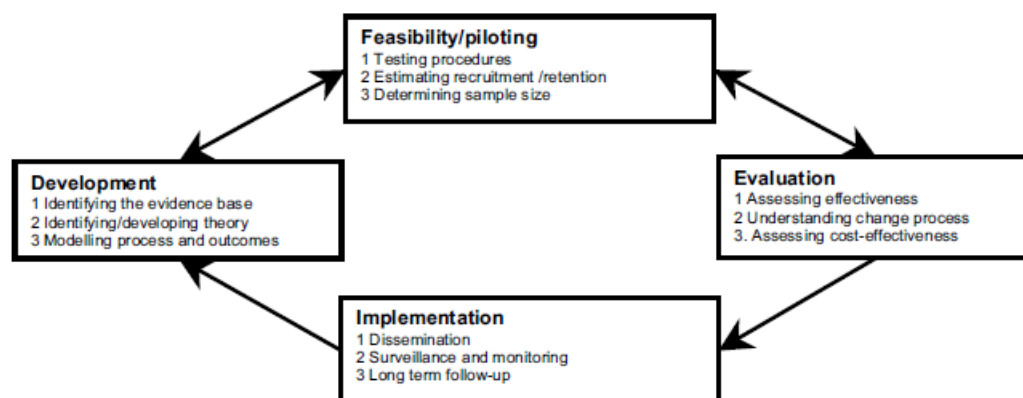 Feasibility/piloting
1 Testing procedures
2 Estimating recruitment /retention
3 Determining sample size
Development
1 Identifying the evidence base
2 Identifying/developing theory
3 Modelling process and outcomes
Evaluation
1 Assessing effectiveness
2 Understanding change process
3. Assessing cost-effectiveness
Implementation
1 Dissemination
2 Surveillance and monitoring
3 Long term follow-up